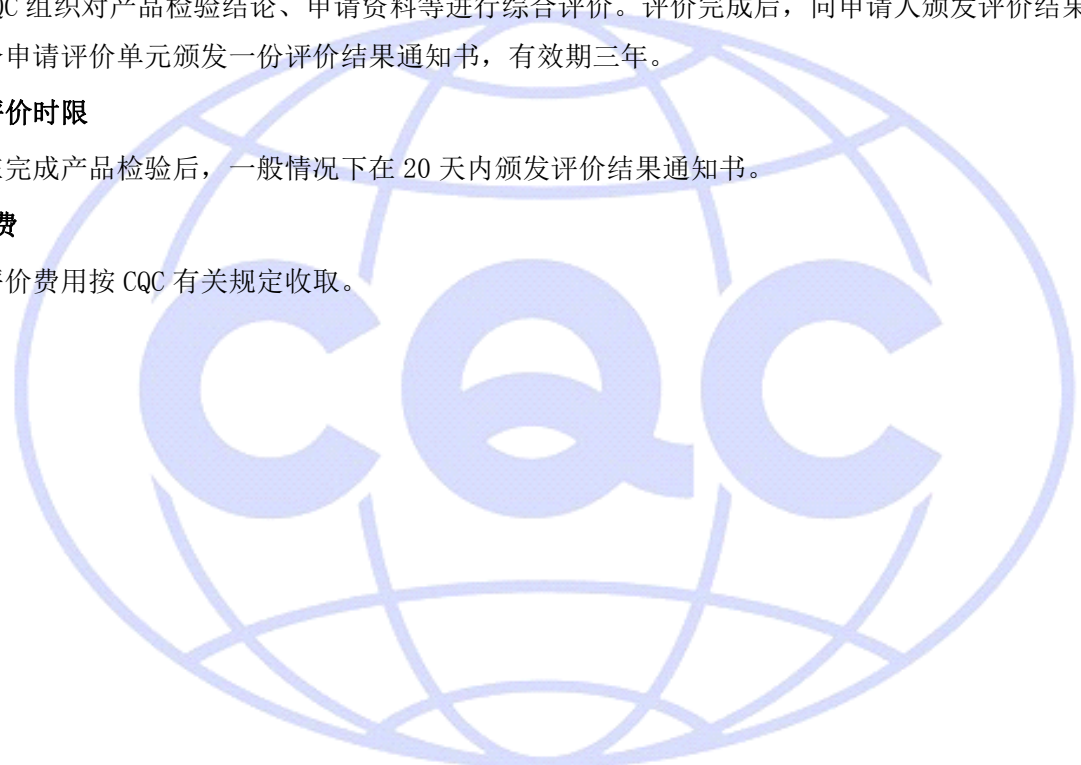 QC 组织对产品检验结论、申请资料等进行综合评价。评价完成后，向申请人颁发评价结果
申请评价单元颁发一份评价结果通知书，有效期三年。
评价时限
完成产品检验后，一般情况下在 20 天内颁发评价结果通知书。
费
评价费用按 CQC 有关规定收取。
CQC